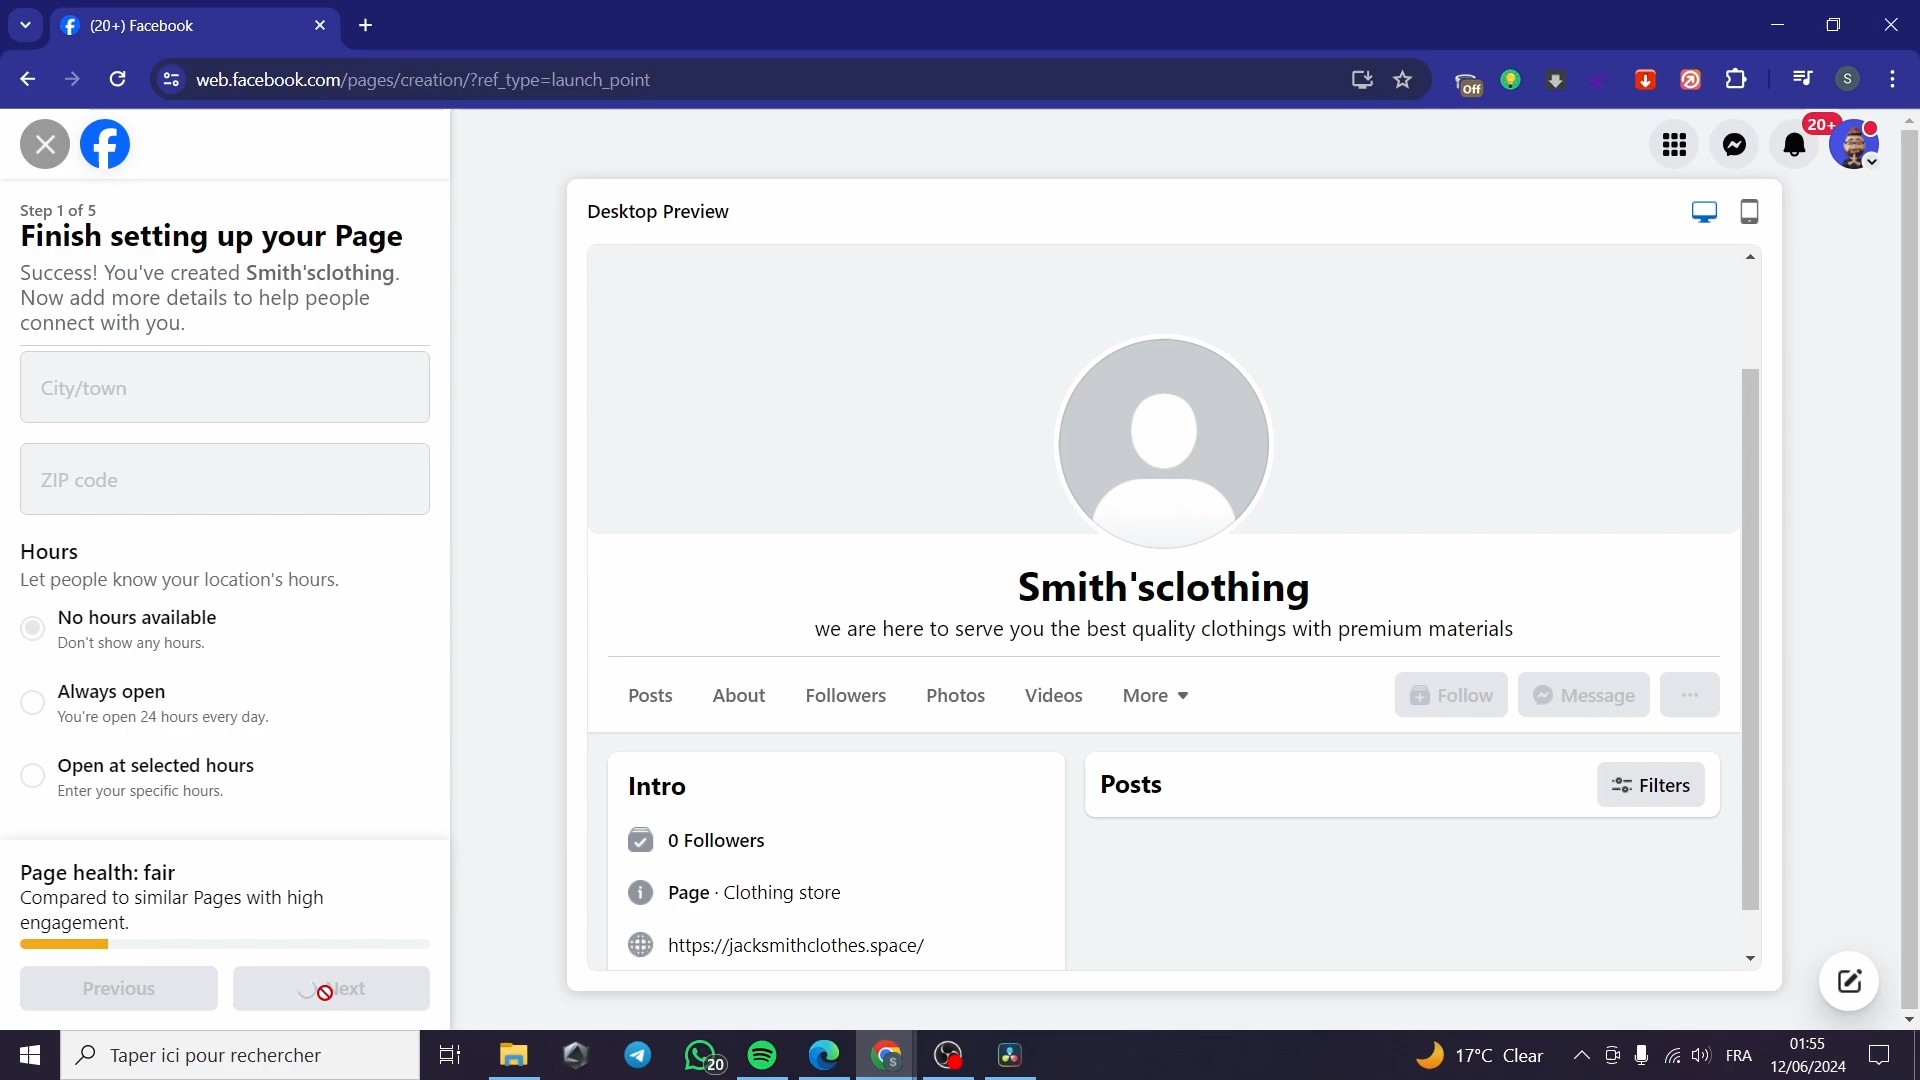 (20+) Facebook
web.facebook.com/pages/creation/?ref_type=launch_point
Off
S
20+
Step 1 of 5
Finish setting up your Page
Success! You've created Smith'sclothing.
Now add more details to help people
connect with you.
City/town
ZIP code
Hours
Let people know your location's hours.
No hours available
Don't show any hours.
Always open
You're open 24 hours every day.
Open at selected hours
Enter your specific hours.
Page health: fair
Compared to similar Pages with high
engagement.
Previous
Next
Desktop Preview
Smith'sclothing
we are here to serve you the best quality clothings with premium materials
Posts About Followers Photos Videos More
Follow Message
Intro
0 Followers
Page · Clothing store
https://jacksmithclothes.space/
Posts
Filters
Taper ici pour rechercher
20
S
17°C Clear
FRA
01:55
12/06/2024